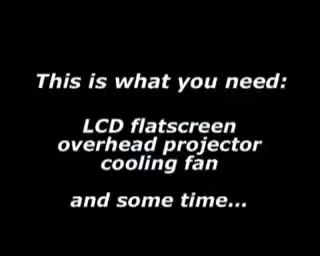 This is what you need:
LCD flatscreen
overhead projector
cooling fan
and some time...